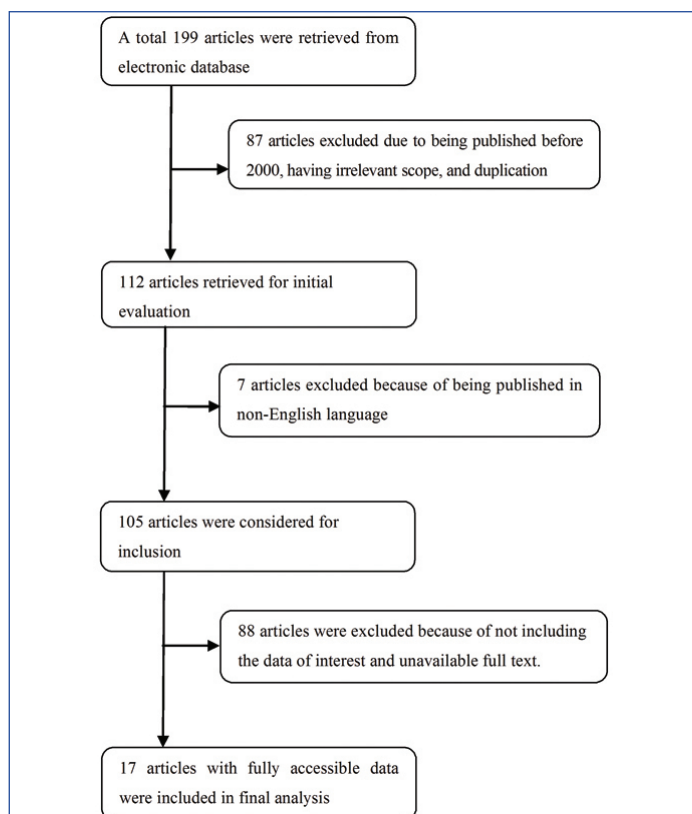 A total 199 articles were retrieved from
electronic database
87 articles excluded due to being published before
2000, having irrelevant scope, and duplication
112 articles retrieved for initial
evaluation
7 articles excluded because of being published in
non-English language
105 articles were considered for
inclusion
88 articles were excluded because of not including
the data of interest and unavailable full text.
17 articles with fully accessible data
were included in final analysis